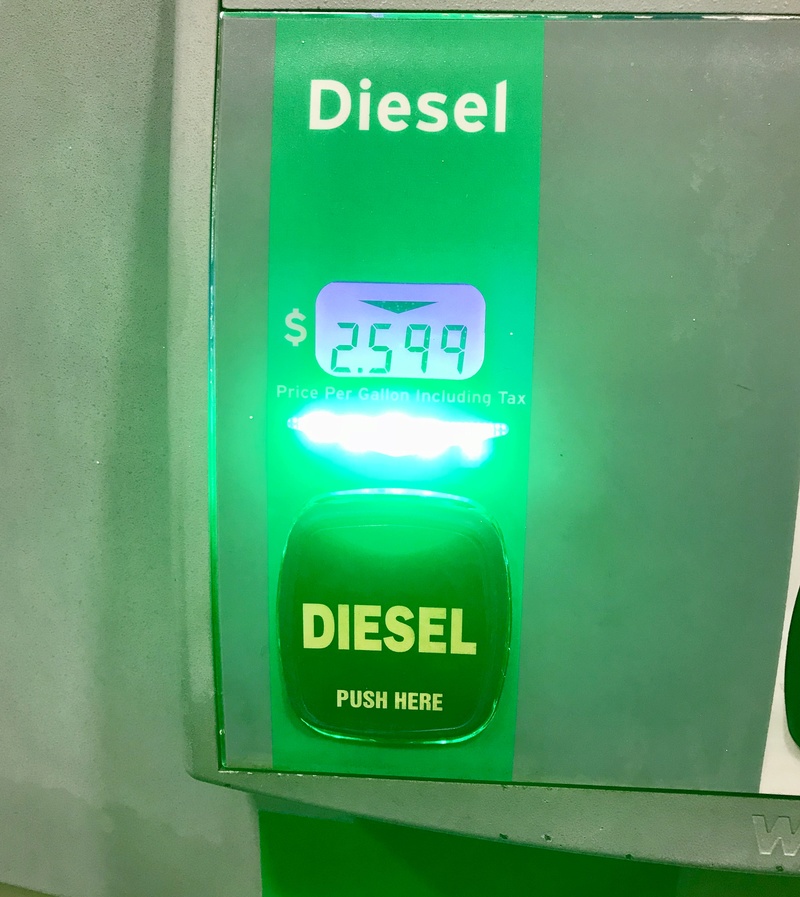 Diesel
$ 2.599
Price Per Gallon Including Tax
DIESEL
PUSH HERE
W